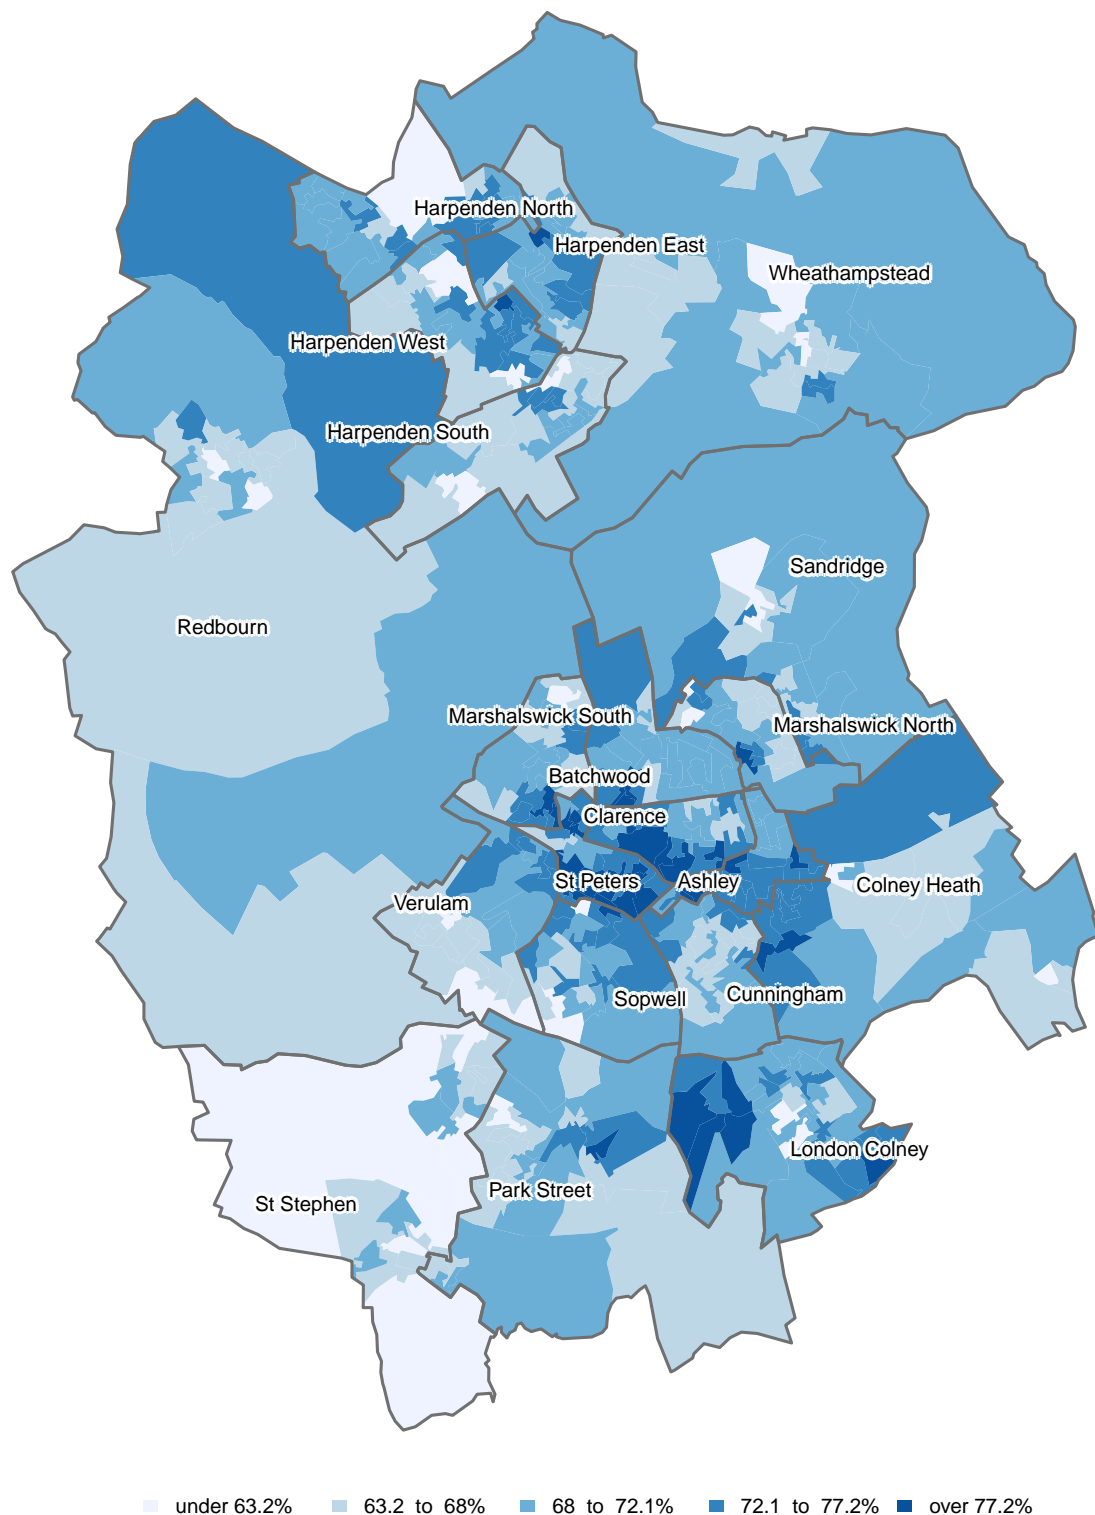 Harpenden North
Harpenden East
Wheathampstead
Harpenden West
Harpenden South
Sandridge
Redbourn
Marshalswick South
Marshalswick North
Batchwood
Clarence
St Peters
Ashley
Colney Heath
Verulam
Sopwell
Cunningham
London Colney
Park Street
St Stephen
under 63.2% 63.2 to 68% 68 to 72.1% 72.1 to 77.2% over 77.2%